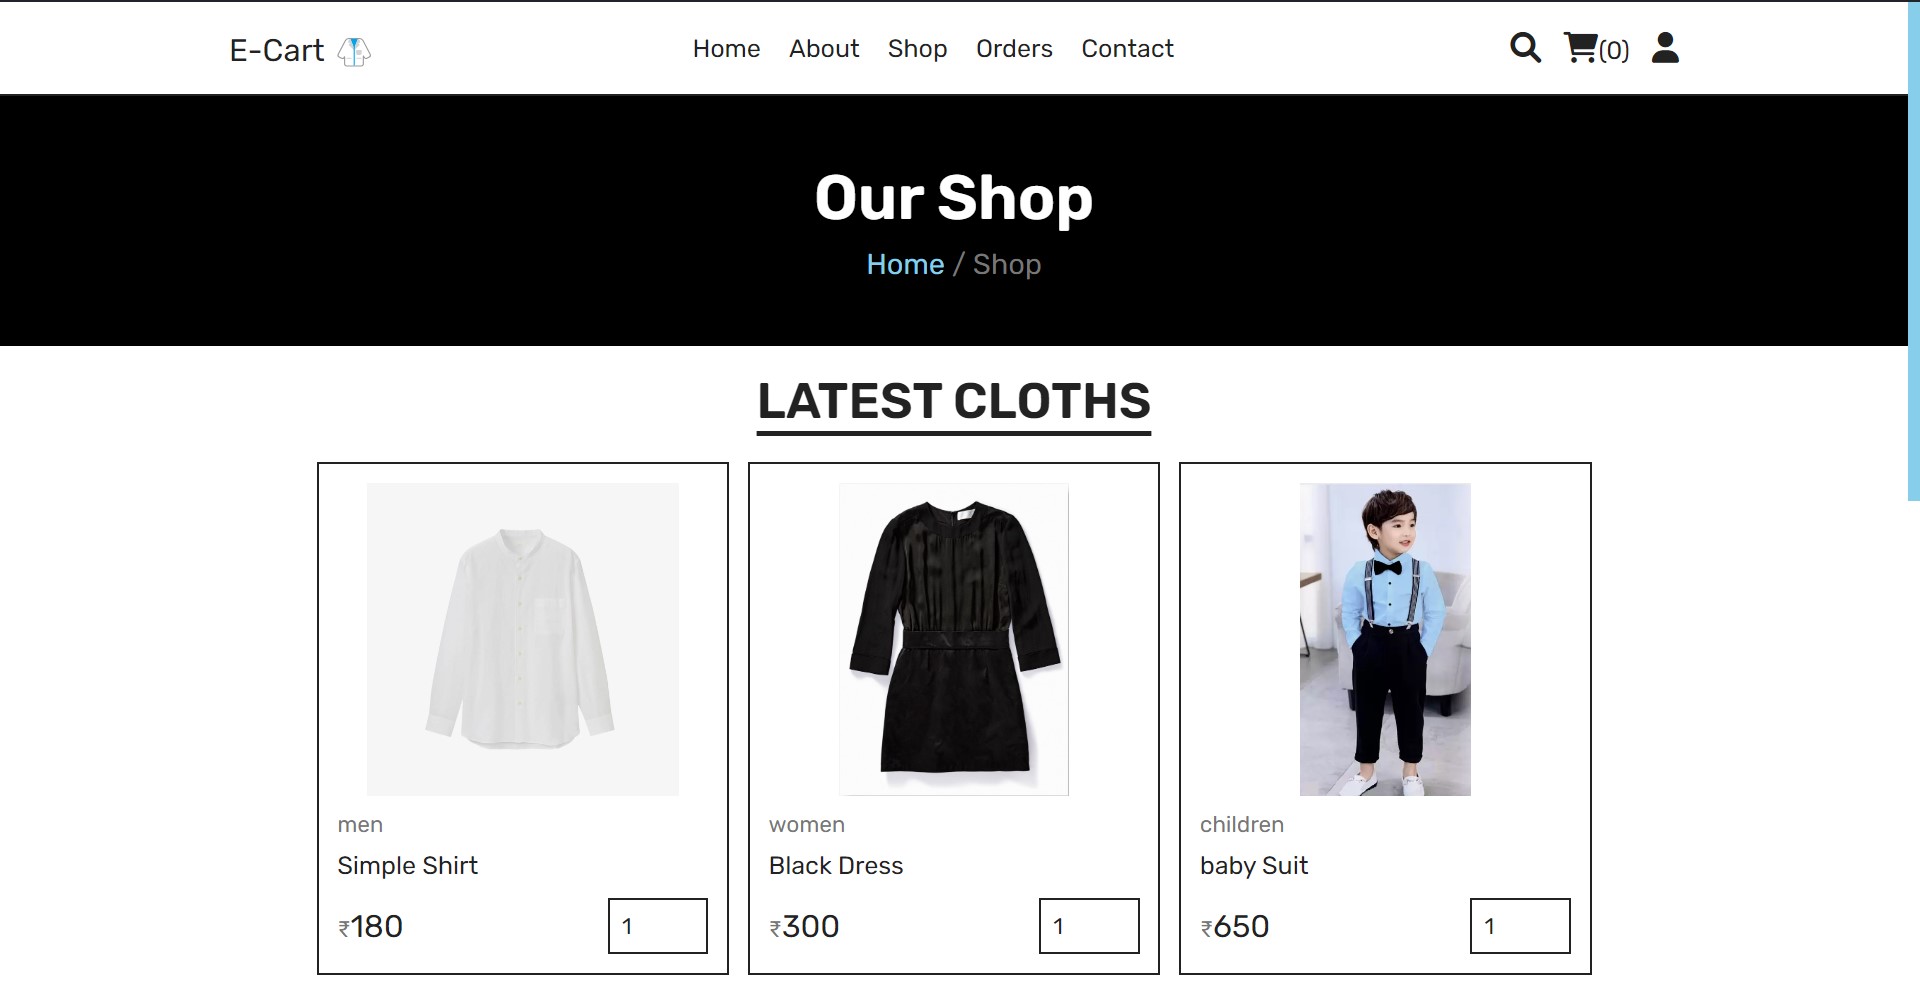 E-Cart
Home About Shop Orders Contact
(0)
Our Shop
Home / Shop
LATEST CLOTHS
men
Simple Shirt
₹180
1
women
Black Dress
₹300
1
children
baby Suit
₹650
1